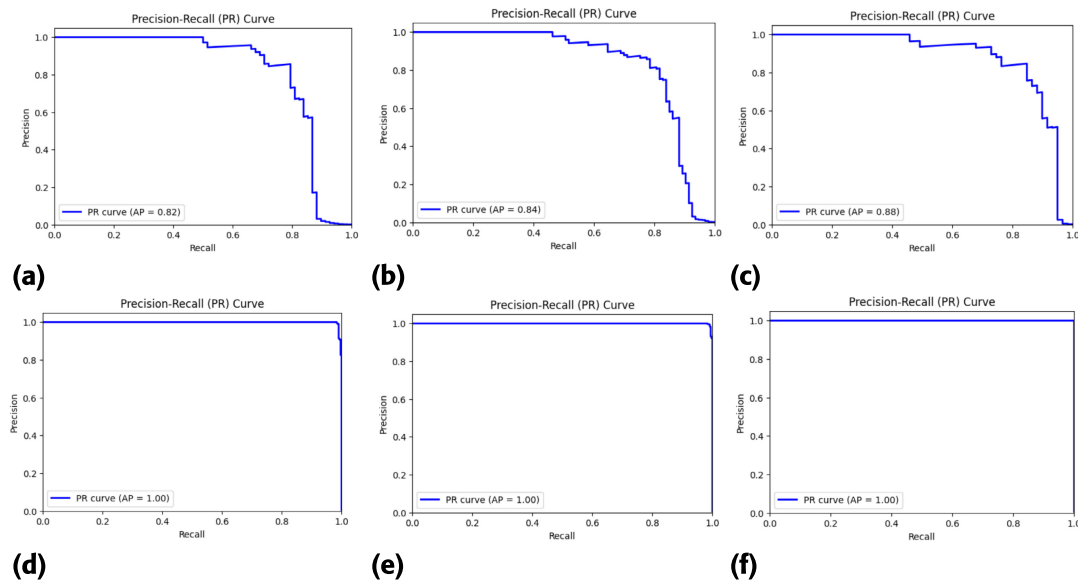 Precision-Recall (PR) Curve
1.0
0.8
0.6
0.4
0.2
0.0
Precision
PR curve (AP = 0.82)
0.0 0.2 0.4 0.6 0.8 1.0
Recall
(a)
Precision-Recall (PR) Curve
1.0
0.8
0.6
0.4
0.2
0.0
Precision
PR curve (AP = 0.84)
0.0 0.2 0.4 0.6 0.8 1.0
Recall
(b)
Precision-Recall (PR) Curve
1.0
0.8
0.6
0.4
0.2
0.0
Precision
PR curve (AP = 0.88)
0.0 0.2 0.4 0.6 0.8 1.0
Recall
(c)
Precision-Recall (PR) Curve
1.0
0.8
0.6
0.4
0.2
0.0
Precision
PR curve (AP = 1.00)
0.0 0.2 0.4 0.6 0.8 1.0
Recall
(d)
Precision-Recall (PR) Curve
1.0
0.8
0.6
0.4
0.2
0.0
Precision
PR curve (AP = 1.00)
0.0 0.2 0.4 0.6 0.8 1.0
Recall
(e)
Precision-Recall (PR) Curve
1.0
0.8
0.6
0.4
0.2
0.0
Precision
PR curve (AP = 1.00)
0.0 0.2 0.4 0.6 0.8 1.0
Recall
(f)